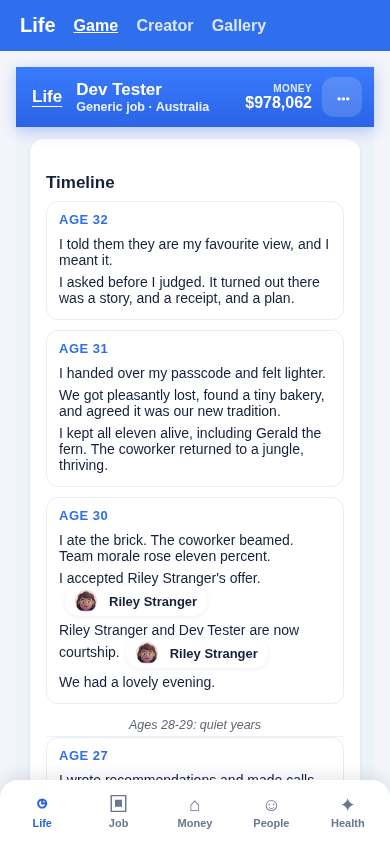 Life Game Creator Gallery
Life Dev Tester MONEY
Generic job · Australia $978,062 •••
Timeline
AGE 32
I told them they are my favourite view, and I
meant it.
I asked before I judged. It turned out there
was a story, and a receipt, and a plan.
AGE 31
I handed over my passcode and felt lighter.
We got pleasantly lost, found a tiny bakery,
and agreed it was our new tradition.
I kept all eleven alive, including Gerald the
fern. The coworker returned to a jungle,
thriving.
AGE 30
I ate the brick. The coworker beamed.
Team morale rose eleven percent.
I accepted Riley Stranger's offer.
Riley Stranger
Riley Stranger and Dev Tester are now
courtship. Riley Stranger
We had a lovely evening.
Ages 28-29: quiet years
AGE 27
I wrote recommendations and made calls
Life Job Money People Health